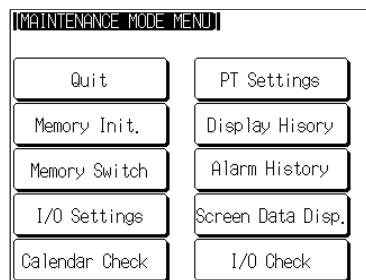 [MAINTENANCE MODE MENU]
Quit
PT Settings
Memory Init.
Display Hisory
Memory Switch
Alarm History
I/O Settings
Screen Data Disp.
Calendar Check
I/O Check